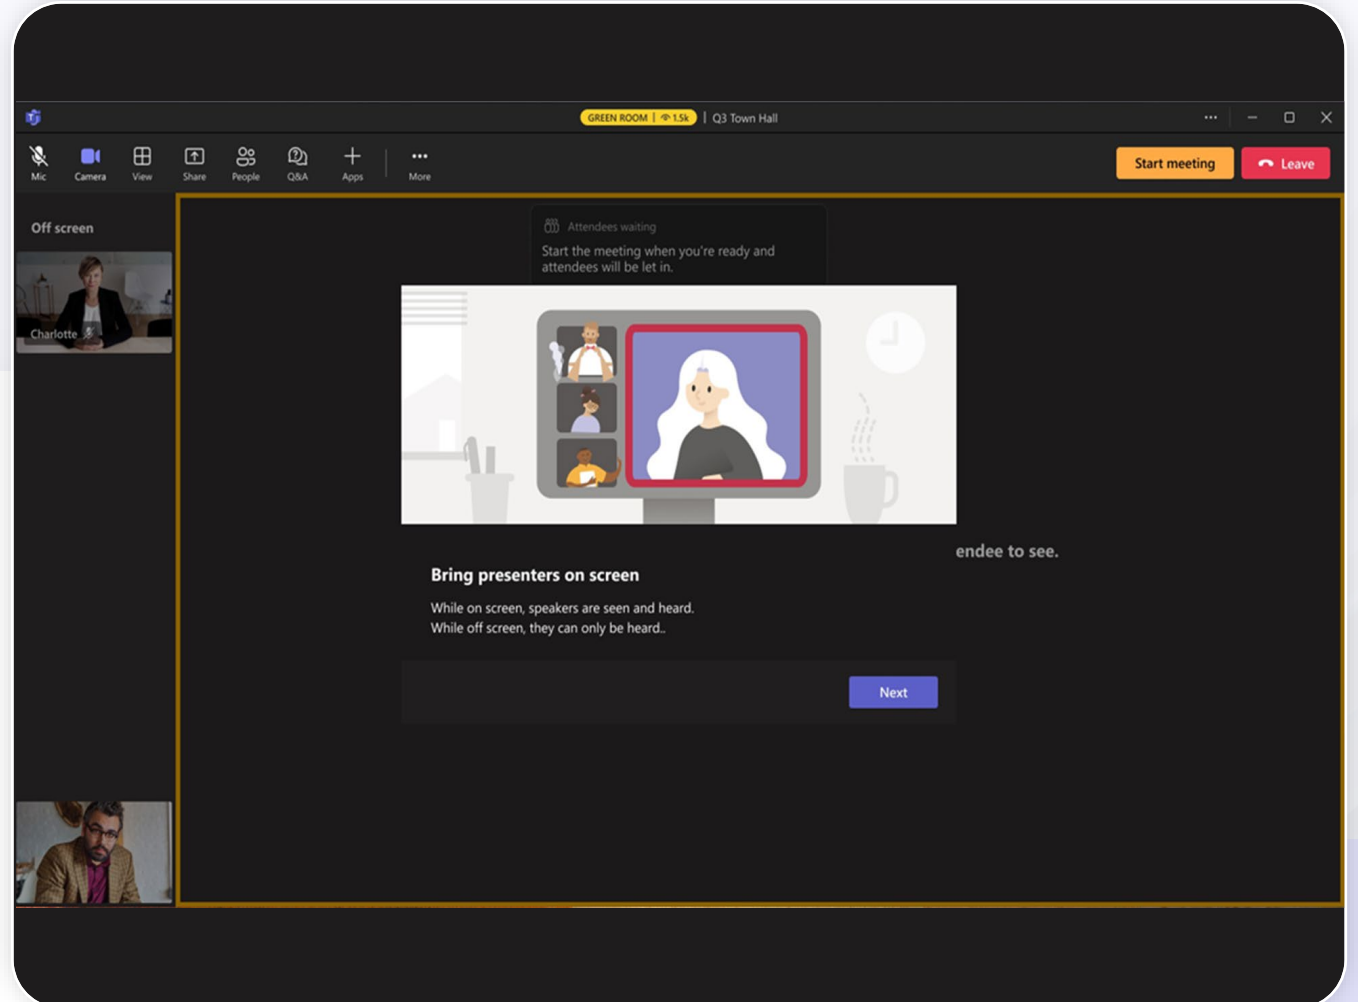 GREEN ROOM | 1.5k | Q3 Town Hall
Mic
Camera
View
Share
People
Q&A
Apps
More
Start meeting
Leave
Off screen
Charlotte
Attendees waiting
Start the meeting when you're ready and
attendees will be let in.
endee to see.
Bring presenters on screen
While on screen, speakers are seen and heard.
While off screen, they can only be heard..
Next